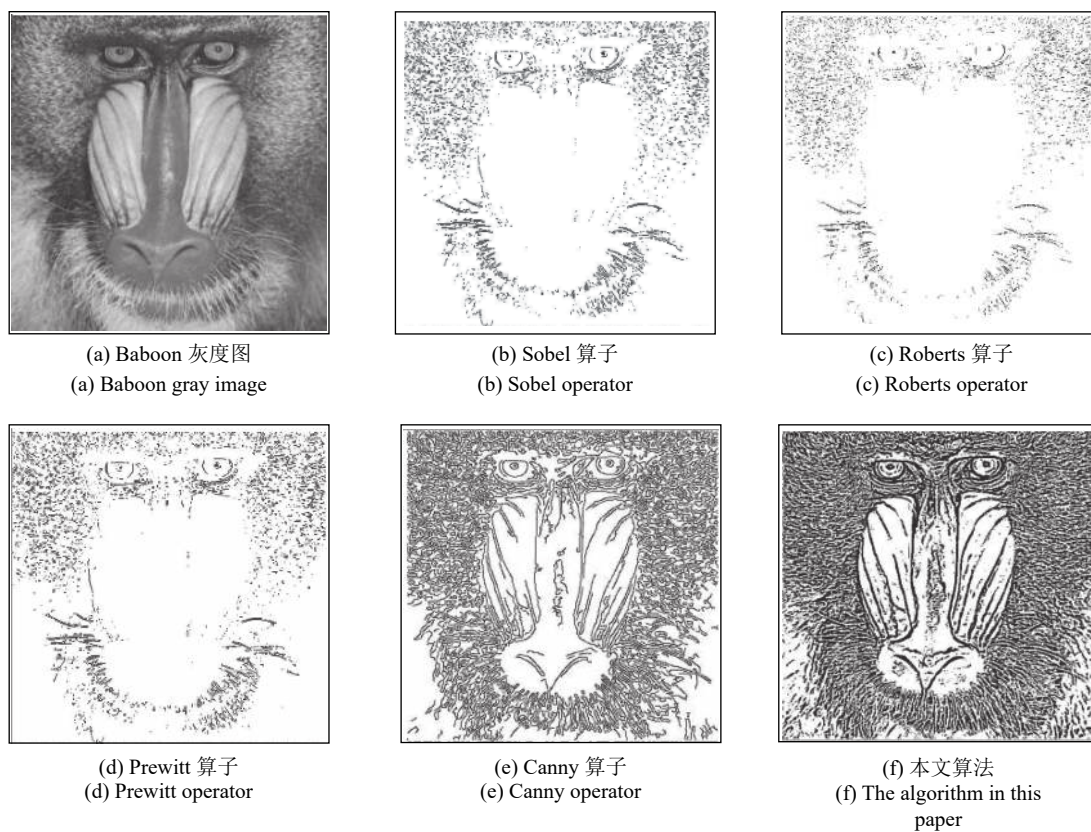 (a) Baboon 灰度图
(a) Baboon gray image
(b) Sobel 算子
(b) Sobel operator
(c) Roberts 算子
(c) Roberts operator
(d) Prewitt 算子
(d) Prewitt operator
(e) Canny 算子
(e) Canny operator
(f) 本文算法
(f) The algorithm in this
paper